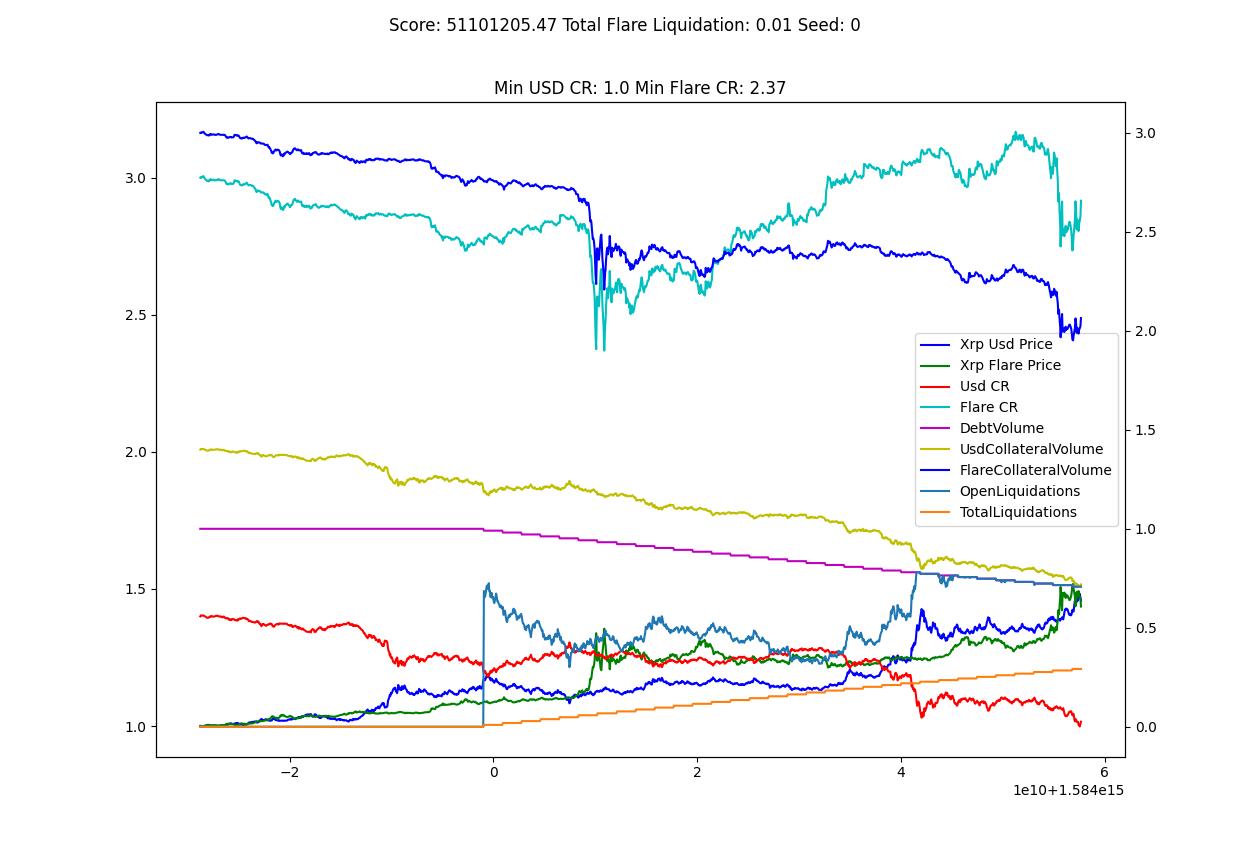 Score: 51101205.47 Total Flare Liquidation: 0.01 Seed: 0
Min USD CR: 1.0 Min Flare CR: 2.37
3.0
2.5
2.0
1.5
1.0
3.0
2.5
2.0
1.5
1.0
0.5
0.0
Xrp Usd Price
Xrp Flare Price
Usd CR
Flare CR
DebtVolume
UsdCollateralVolume
FlareCollateralVolume
OpenLiquidations
TotalLiquidations
−2 0 2 4 6
1e10+1.584e15